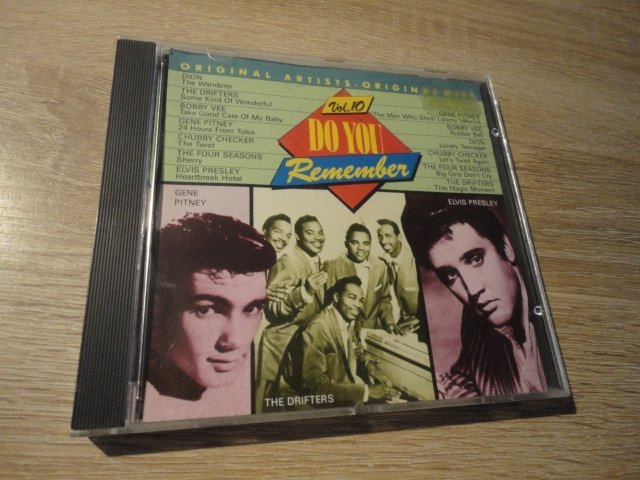 ORIGINAL ARTISTS - ORIGINAL HITS
DION
The Wanderer
THE DRIFTERS
Some Kind Of Wonderful
BOBBY VEE
Take Good Care Of My Baby
GENE PITNEY
24 Hours From Tulsa
CHUBBY CHECKER
The Twist
THE FOUR SEASONS
Sherry
ELVIS PRESLEY
Heartbreak Hotel
Vol. 10
DO YOU
Remember
GENE PITNEY
The Man Who Shot Liberty
BOBBY VEE
Rubber Ball
DION
Lonely Teenager
CHUBBY CHECKER
Let's Twist Again
THE FOUR SEASONS
Big Girls Don't Cry
THE DRIFTERS
This Magic Moment
GENE
PITNEY
ELVIS PRESLEY
THE DRIFTERS